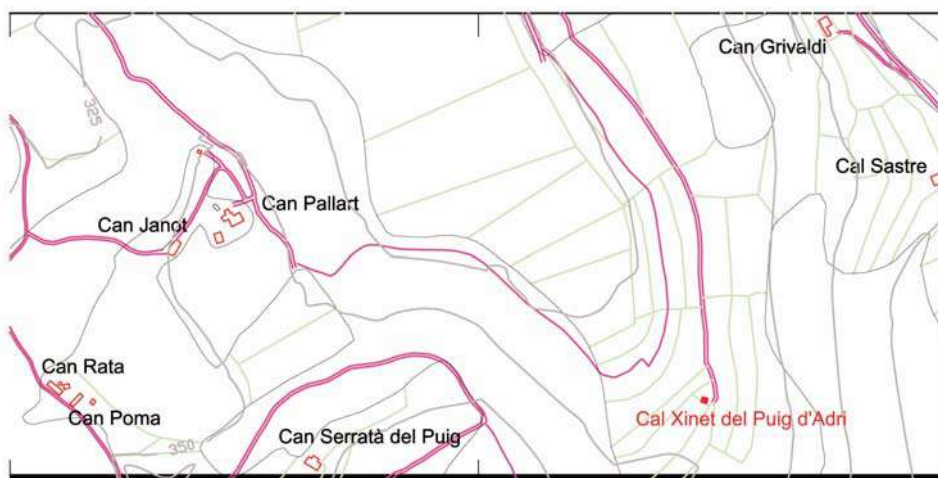 Can Grivaldi
325
Cal Sastre
Can Pallart
Can Janot
Can Rata
Can Poma
Cal Xinet del Puig d'Adri
Can Serratà del Puig
350